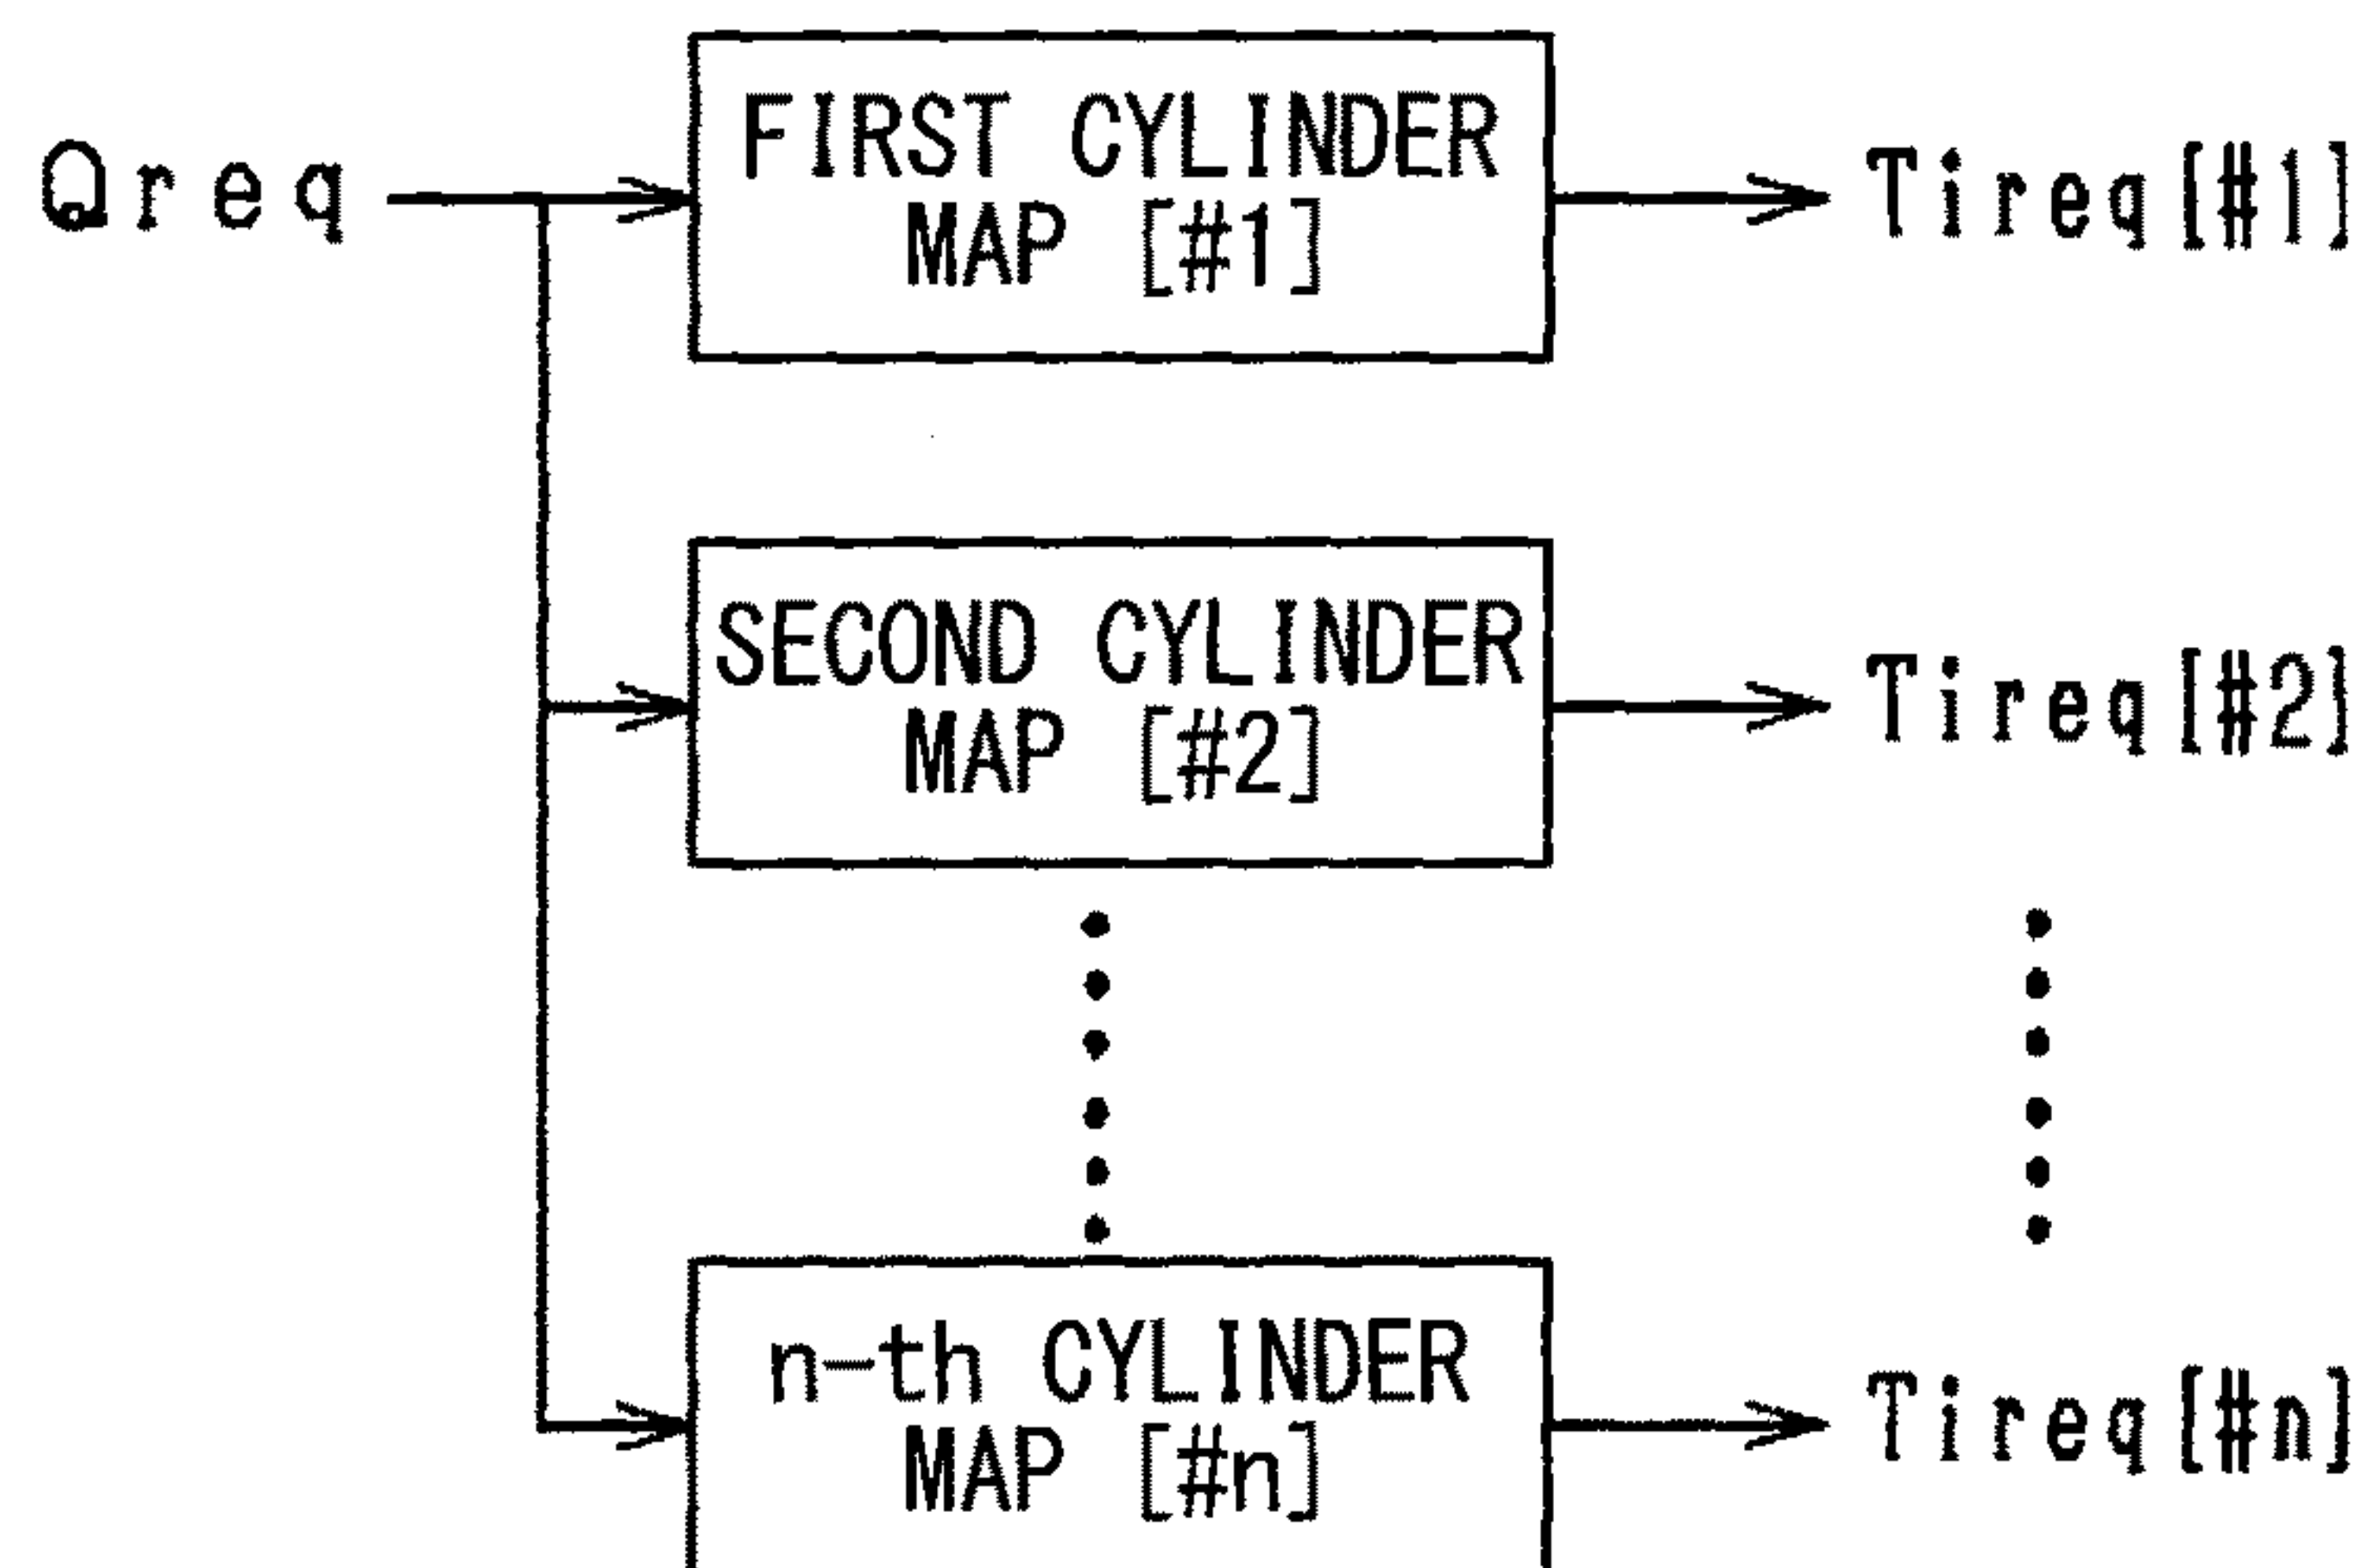 Qreq
FIRST CYLINDER
MAP [#1]
Tireq[#1]
SECOND CYLINDER
MAP [#2]
Tireq[#2]
n-th CYLINDER
MAP [#n]
Tireq[#n]